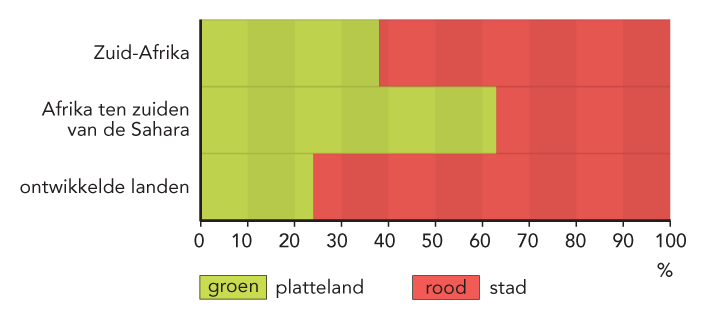 Zuid-Afrika
Afrika ten zuiden
van de Sahara
ontwikkelde landen
0 10 20 30 40 50 60 70 80 90 100
%
groen platteland rood stad